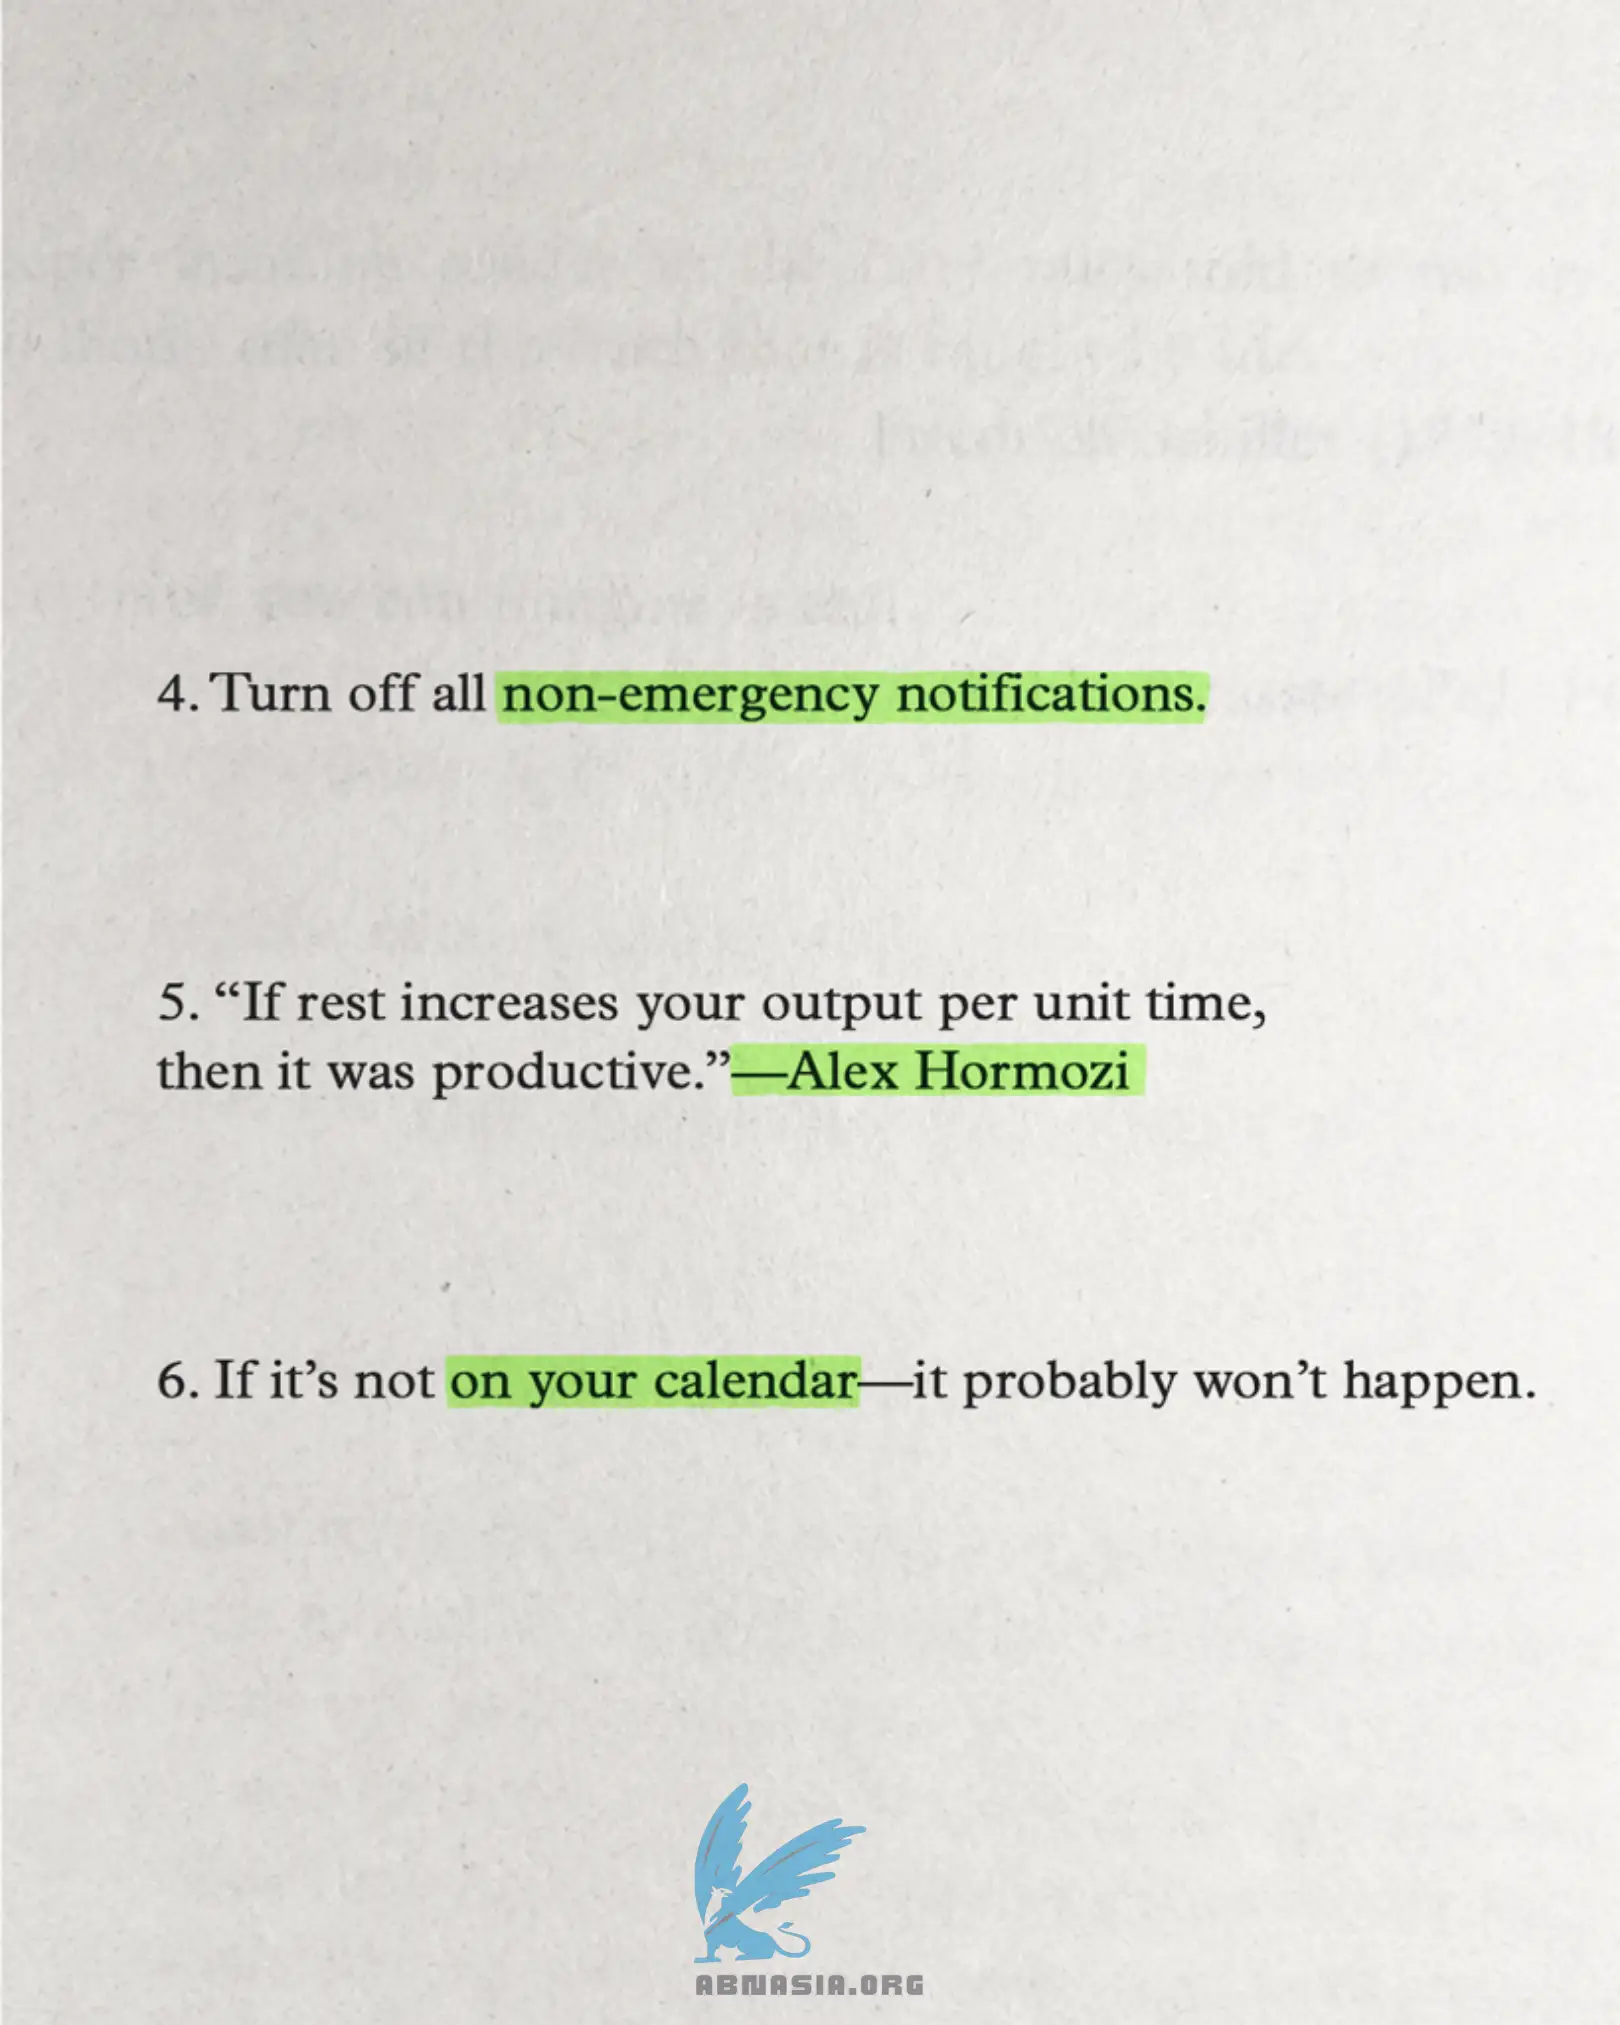 4. Turn off all non-emergency notifications.
5. “If rest increases your output per unit time,
then it was productive.”—Alex Hormozi
6. If it’s not on your calendar—it probably won’t happen.
ABNASIA.ORG